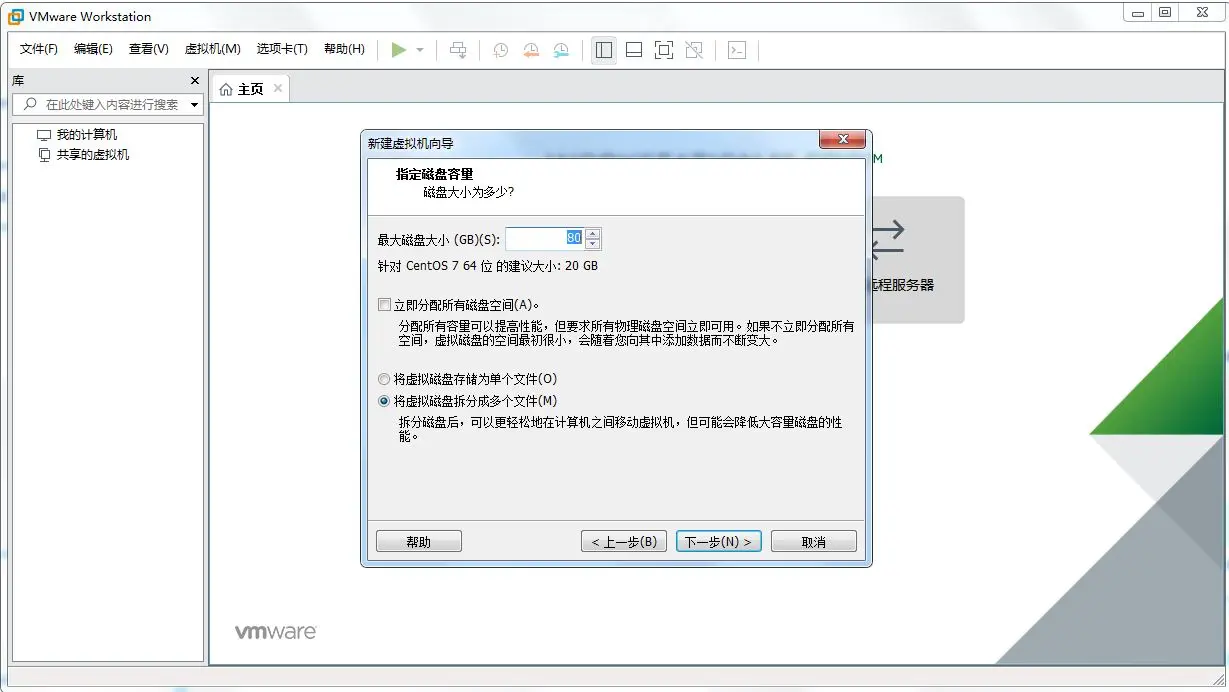 VMware Workstation
文件(F) 编辑(E) 查看(V) 虚拟机(M) 选项卡(T) 帮助(H)
库
主页
在此处键入内容进行搜索
我的计算机
共享的虚拟机
新建虚拟机向导
M
指定磁盘容量
磁盘大小为多少?
最大磁盘大小 (GB)(S): 80
针对 CentOS 7 64 位 的建议大小: 20 GB
远程服务器
立即分配所有磁盘空间(A)。
分配所有容量可以提高性能，但要求所有物理磁盘空间立即可用。如果不立即分配所有
空间，虚拟磁盘的空间最初很小，会随着您向其中添加数据而不断变大。
将虚拟磁盘存储为单个文件(O)
将虚拟磁盘拆分成多个文件(M)
拆分磁盘后，可以更轻松地在计算机之间移动虚拟机，但可能会降低大容量磁盘的性
能。
帮助 < 上一步(B) 下一步(N) > 取消
vmware